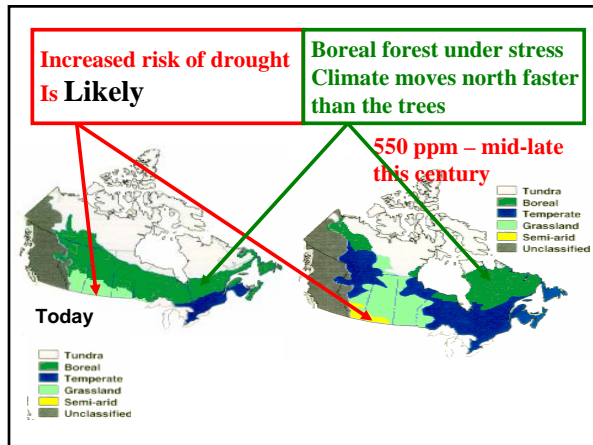 Increased risk of drought
Is Likely
Boreal forest under stress
Climate moves north faster
than the trees
550 ppm – mid-late
this century
Tundra
Boreal
Temperate
Grassland
Semi-arid
Unclassified
Today
Tundra
Boreal
Temperate
Grassland
Semi-arid
Unclassified